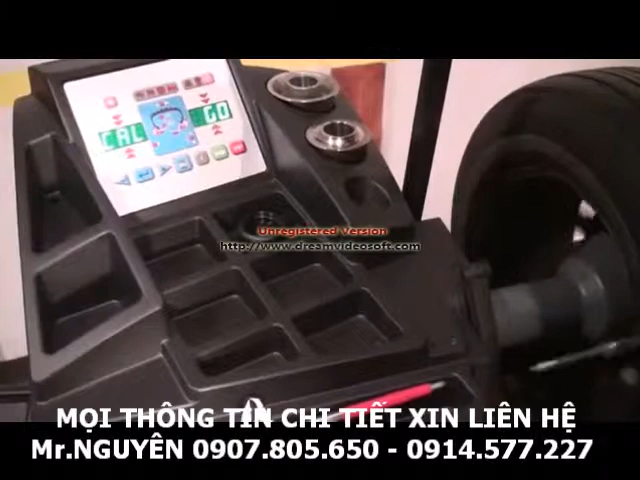 CAL GO
Unregistered Version
http://www.dreamvideosoft.com
MỌI THÔNG TIN CHI TIẾT XIN LIÊN HỆ
Mr.NGUYÊN 0907.805.650 - 0914.577.227